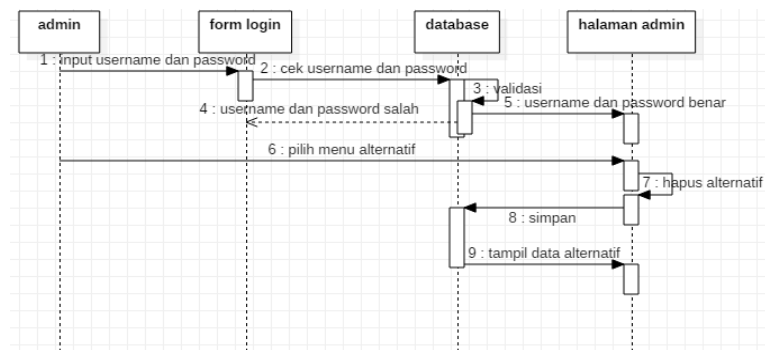 admin
form login
database
halaman admin
1 : input username dan password
2 : cek username dan password
3 : validasi
4 : username dan password salah
5 : username dan password benar
6 : pilih menu alternatif
7 : hapus alternatif
8 : simpan
9 : tampil data alternatif